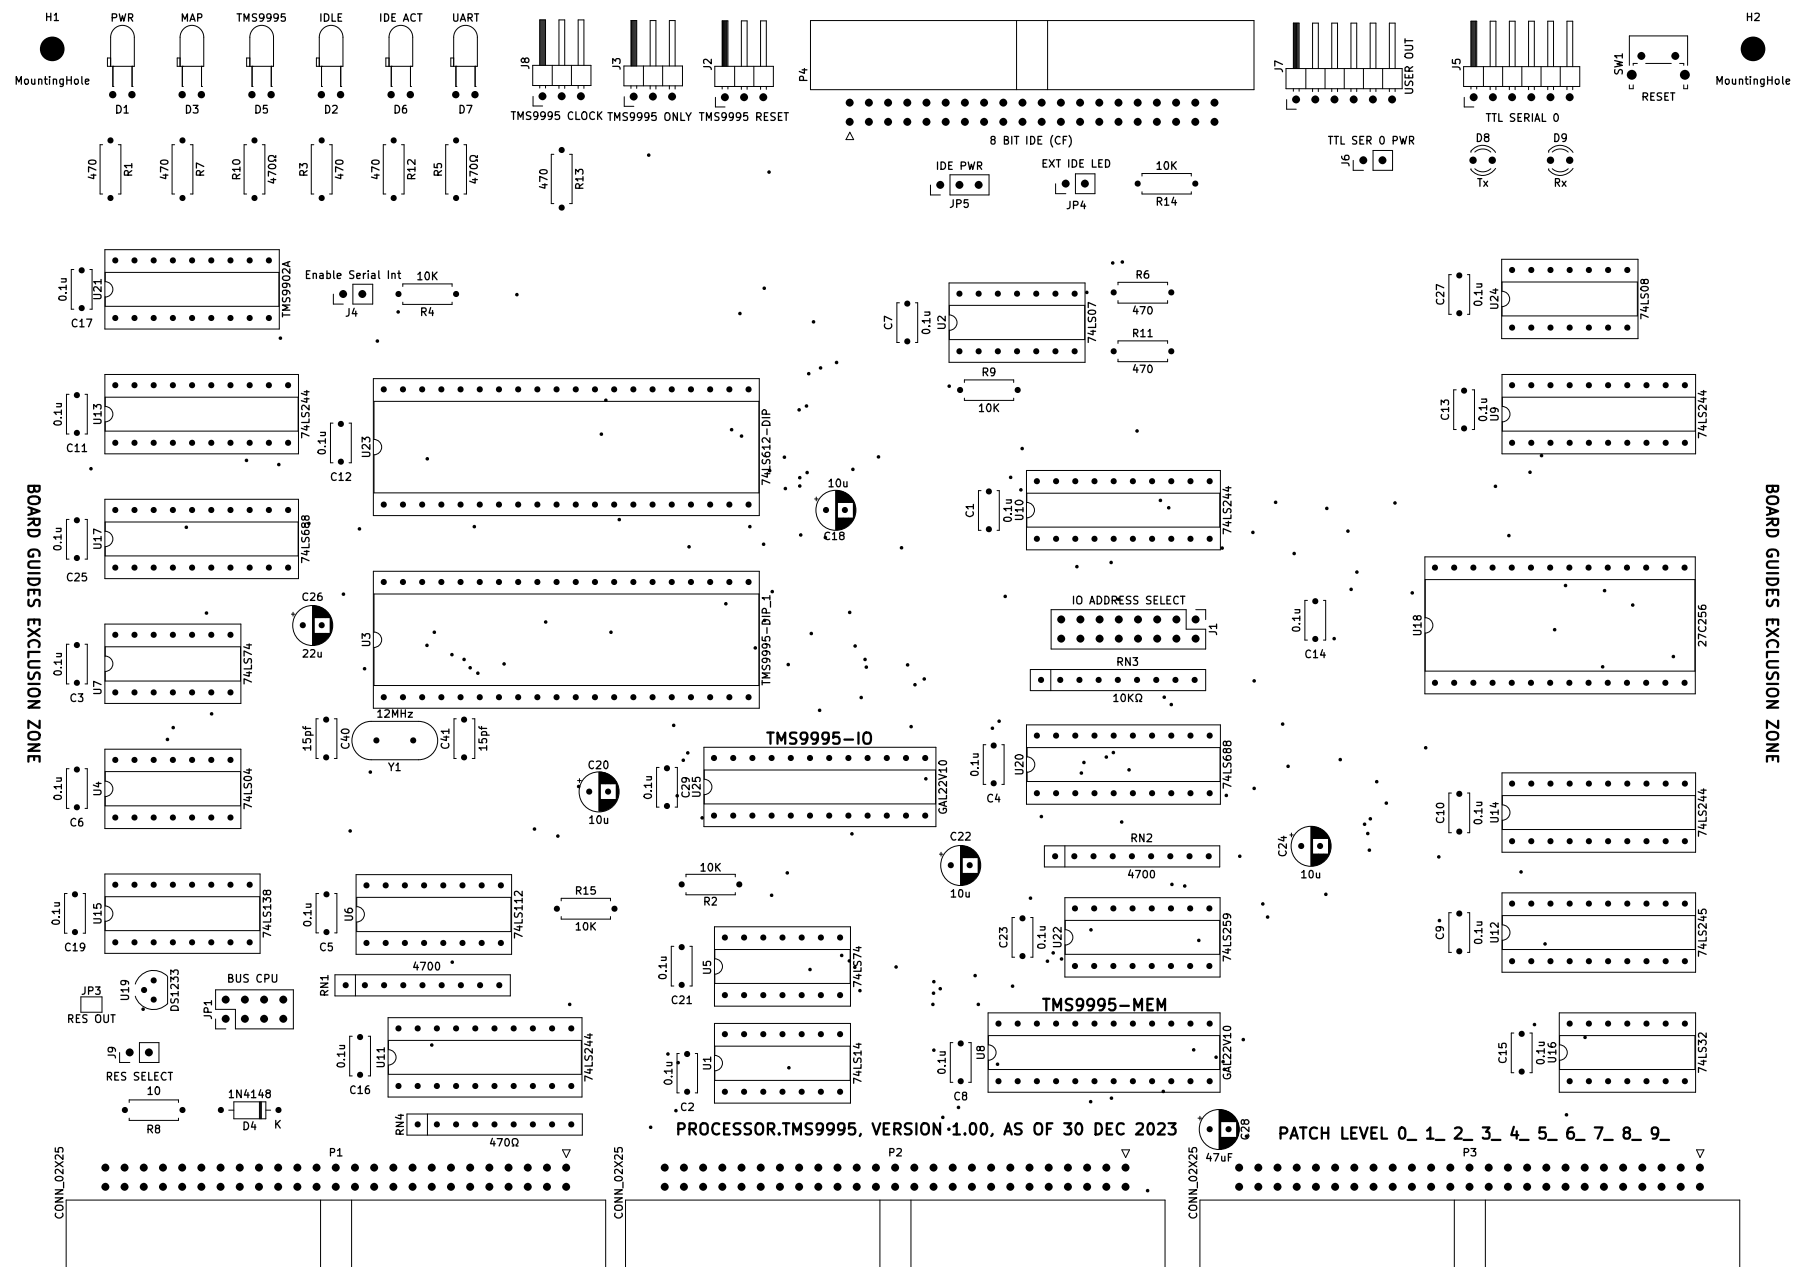 H1
PWR
MAP
TMS9995
IDLE
IDE ACT
UART
H2
MountingHole
D1
D3
D5
D2
D6
D7
J8
TMS9995 CLOCK
J3
TMS9995 ONLY
J2
TMS9995 RESET
P4
8 BIT IDE (CF)
J7
USER OUT
J5
TTL SERIAL 0
SW1
RESET
MountingHole
470
R1
470
R7
R10
470Ω
R3
470
470
R12
R5
470Ω
470
R13
IDE PWR
JP5
EXT IDE LED
JP4
10K
R14
TTL SER 0 PWR
J6
D8
Tx
D9
Rx
0.1u
C17
U21
TMS9902A
Enable Serial Int
J4
10K
R4
C7
0.1u
U2
74LS07
R6
470
R11
470
R9
10K
C27
0.1u
U24
74LS08
0.1u
C11
U13
74LS244
0.1u
C12
U23
74LS612-DIP
10u
C18
C1
0.1u
U10
74LS244
C13
0.1u
U9
74LS244
BOARD GUIDES EXCLUSION ZONE
0.1u
C25
U17
74LS688
C26
22u
U3
TMS9995-DIP_1
IO ADDRESS SELECT
J1
RN3
10KΩ
0.1u
C14
U18
27C256
BOARD GUIDES EXCLUSION ZONE
0.1u
C3
U7
74LS74
15pf
C40
12MHz
Y1
C41
15pf
0.1u
C6
U4
74LS04
C20
10u
0.1u
C29
U25
TMS9995-IO
GAL22V10
0.1u
C4
U20
74LS688
C22
10u
RN2
4700
C24
10u
C10
0.1u
U14
74LS244
0.1u
C19
U15
74LS138
0.1u
C5
U6
74LS112
R15
10K
10K
R2
0.1u
C21
U5
74LS74
C23
0.1u
U22
74LS259
C9
0.1u
U12
74LS245
JP3
RES OUT
U19
DS1233
BUS CPU
JP1
RN1
4700
J9
RES SELECT
10
R8
1N4148
D4
K
0.1u
C16
U11
74LS244
RN4
470Ω
0.1u
C2
U1
74LS14
TMS9995-MEM
0.1u
C8
U8
GAL22V10
C15
0.1u
U16
74LS32
PROCESSOR.TMS9995, VERSION 1.00, AS OF 30 DEC 2023
C28
47uF
PATCH LEVEL 0_ 1_ 2_ 3_ 4_ 5_ 6_ 7_ 8_ 9_
CONN_02X25
P1
CONN_02X25
P2
CONN_02X25
P3